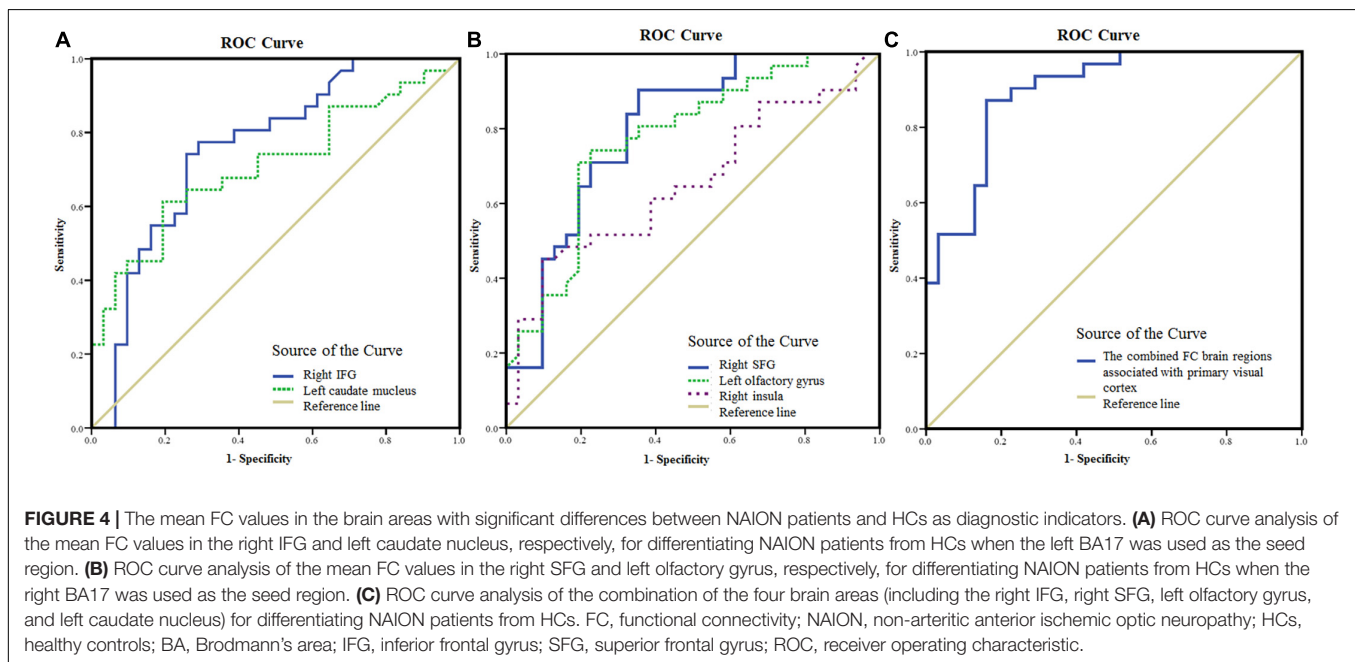 A
ROC Curve
1.0
0.8
0.6
0.4
0.2
0.0
Sensitivity
0.0 0.2 0.4 0.6 0.8 1.0
1- Specificity
Source of the Curve
Right IFG
Left caudate mucleus
Reference line
B
ROC Curve
1.0
0.8
0.6
0.4
0.2
0.0
Sensitivity
0.0 0.2 0.4 0.6 0.8 1.0
1- Specificity
Source of the Curve
Right SFG
Left olfactory gyrus
Right insula
Reference line
C
ROC Curve
1.0
0.8
0.6
0.4
0.2
0.0
Sensitivity
0.0 0.2 0.4 0.6 0.8 1.0
1- Specificity
Source of the Curve
The combined FC brain regions
associated with primary visual
cortex
Reference line
FIGURE 4 | The mean FC values in the brain areas with significant differences between NAION patients and HCs as diagnostic indicators. (A) ROC curve analysis of
the mean FC values in the right IFG and left caudate nucleus, respectively, for differentiating NAION patients from HCs when the left BA17 was used as the seed
region. (B) ROC curve analysis of the mean FC values in the right SFG and left olfactory gyrus, respectively, for differentiating NAION patients from HCs when the
right BA17 was used as the seed region. (C) ROC curve analysis of the combination of the four brain areas (including the right IFG, right SFG, left olfactory gyrus,
and left caudate nucleus) for differentiating NAION patients from HCs. FC, functional connectivity; NAION, non-arteritic anterior ischemic optic neuropathy; HCs,
healthy controls; BA, Brodmann's area; IFG, inferior frontal gyrus; SFG, superior frontal gyrus; ROC, receiver operating characteristic.